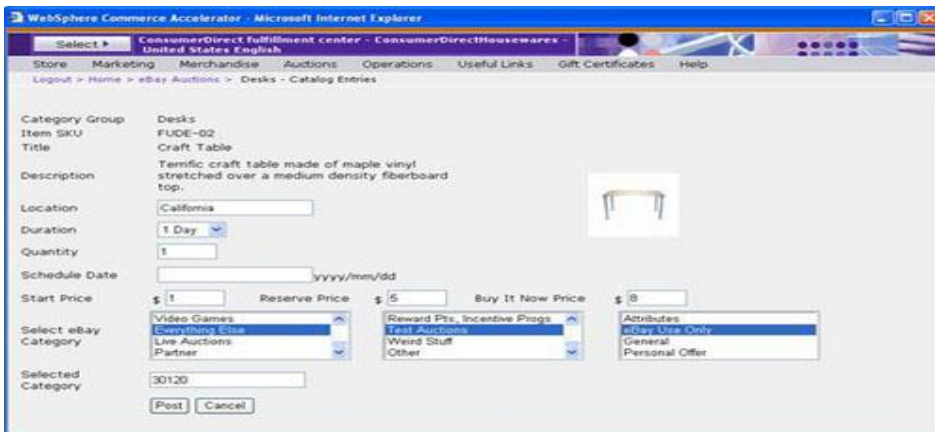 WebSphere Commerce Accelerator - Microsoft Internet Explorer
Select
ConsumerDirect fulfillment center - ConsumerDirectHousewares -
United States English
Store Marketing Merchandise Auctions Operations Useful Links Gift Certificates Help
Logout > Home > eBay Auctions > Desks - Catalog Entries
Category Group Desks
Item SKU FUDE-02
Title Craft Table
Description Terrific craft table made of maple vinyl
stretched over a medium density fiberboard
top.
Location California
Duration 1 Day
Quantity 1
Schedule Date yyyy/mm/dd
Start Price $ 1 Reserve Price $ 5 Buy It Now Price $ 8
Select eBay Category
Video Games
Everything Else
Live Auctions
Partner
Reward Pts, Incentive Progs
Test Auctions
Weird Stuff
Other
Attributes
eBay Use Only
General
Personal Offer
Selected Category 30120
Post Cancel